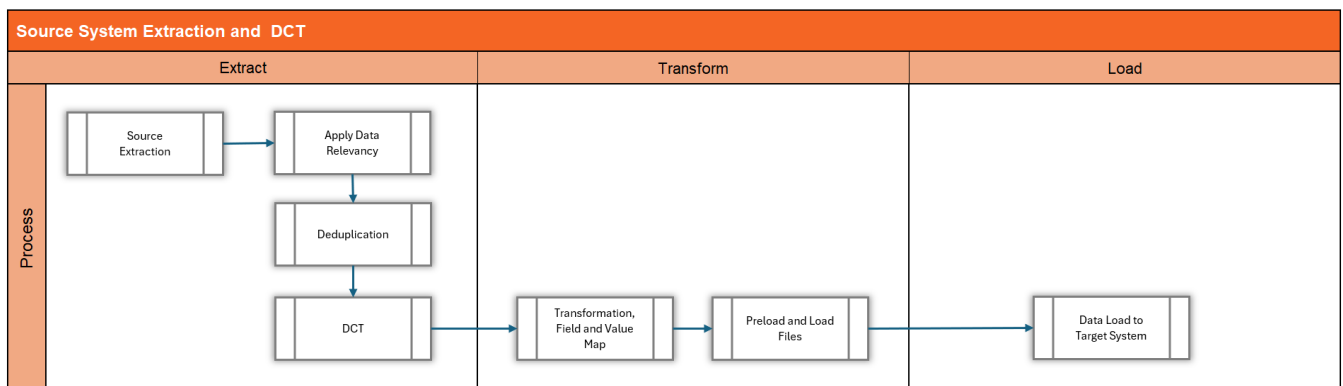 Source System Extraction and  DCT
Extract
Transform
Load
Process
Source
Extraction
Apply Data
Relevancy
Deduplication
DCT
Transformation,
Field and Value
Map
Preload and Load
Files
Data Load to
Target System